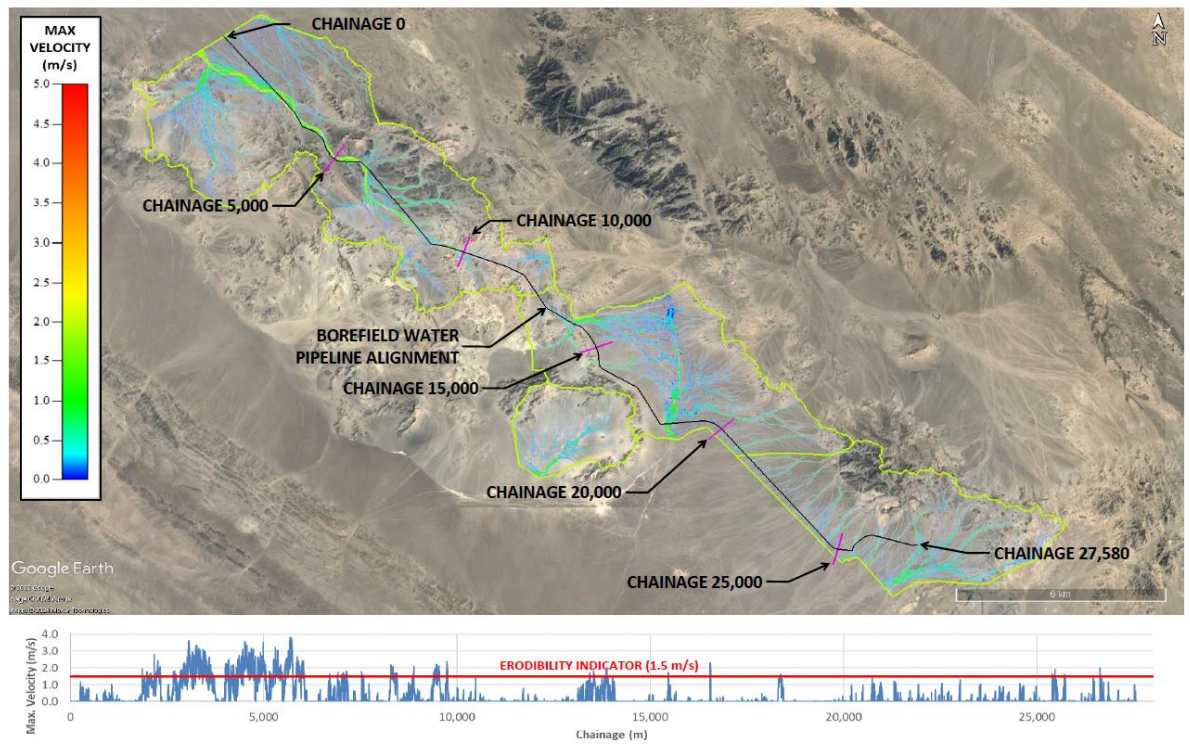 MAX
VELOCITY
(m/s)
5.0
4.5
4.0
3.5
3.0
2.5
2.0
1.5
1.0
0.5
0.0
CHAINAGE 0
N
CHAINAGE 5,000
CHAINAGE 10,000
BOREFIELD WATER
PIPELINE ALIGNMENT
CHAINAGE 15,000
CHAINAGE 20,000
CHAINAGE 27,580
CHAINAGE 25,000
Google Earth
6 km
Max. Velocity (m/s)
4.0
3.0
2.0
1.0
0.0
ERODIBILITY INDICATOR (1.5 m/s)
0
5,000
10,000
15,000
20,000
25,000
Chainage (m)